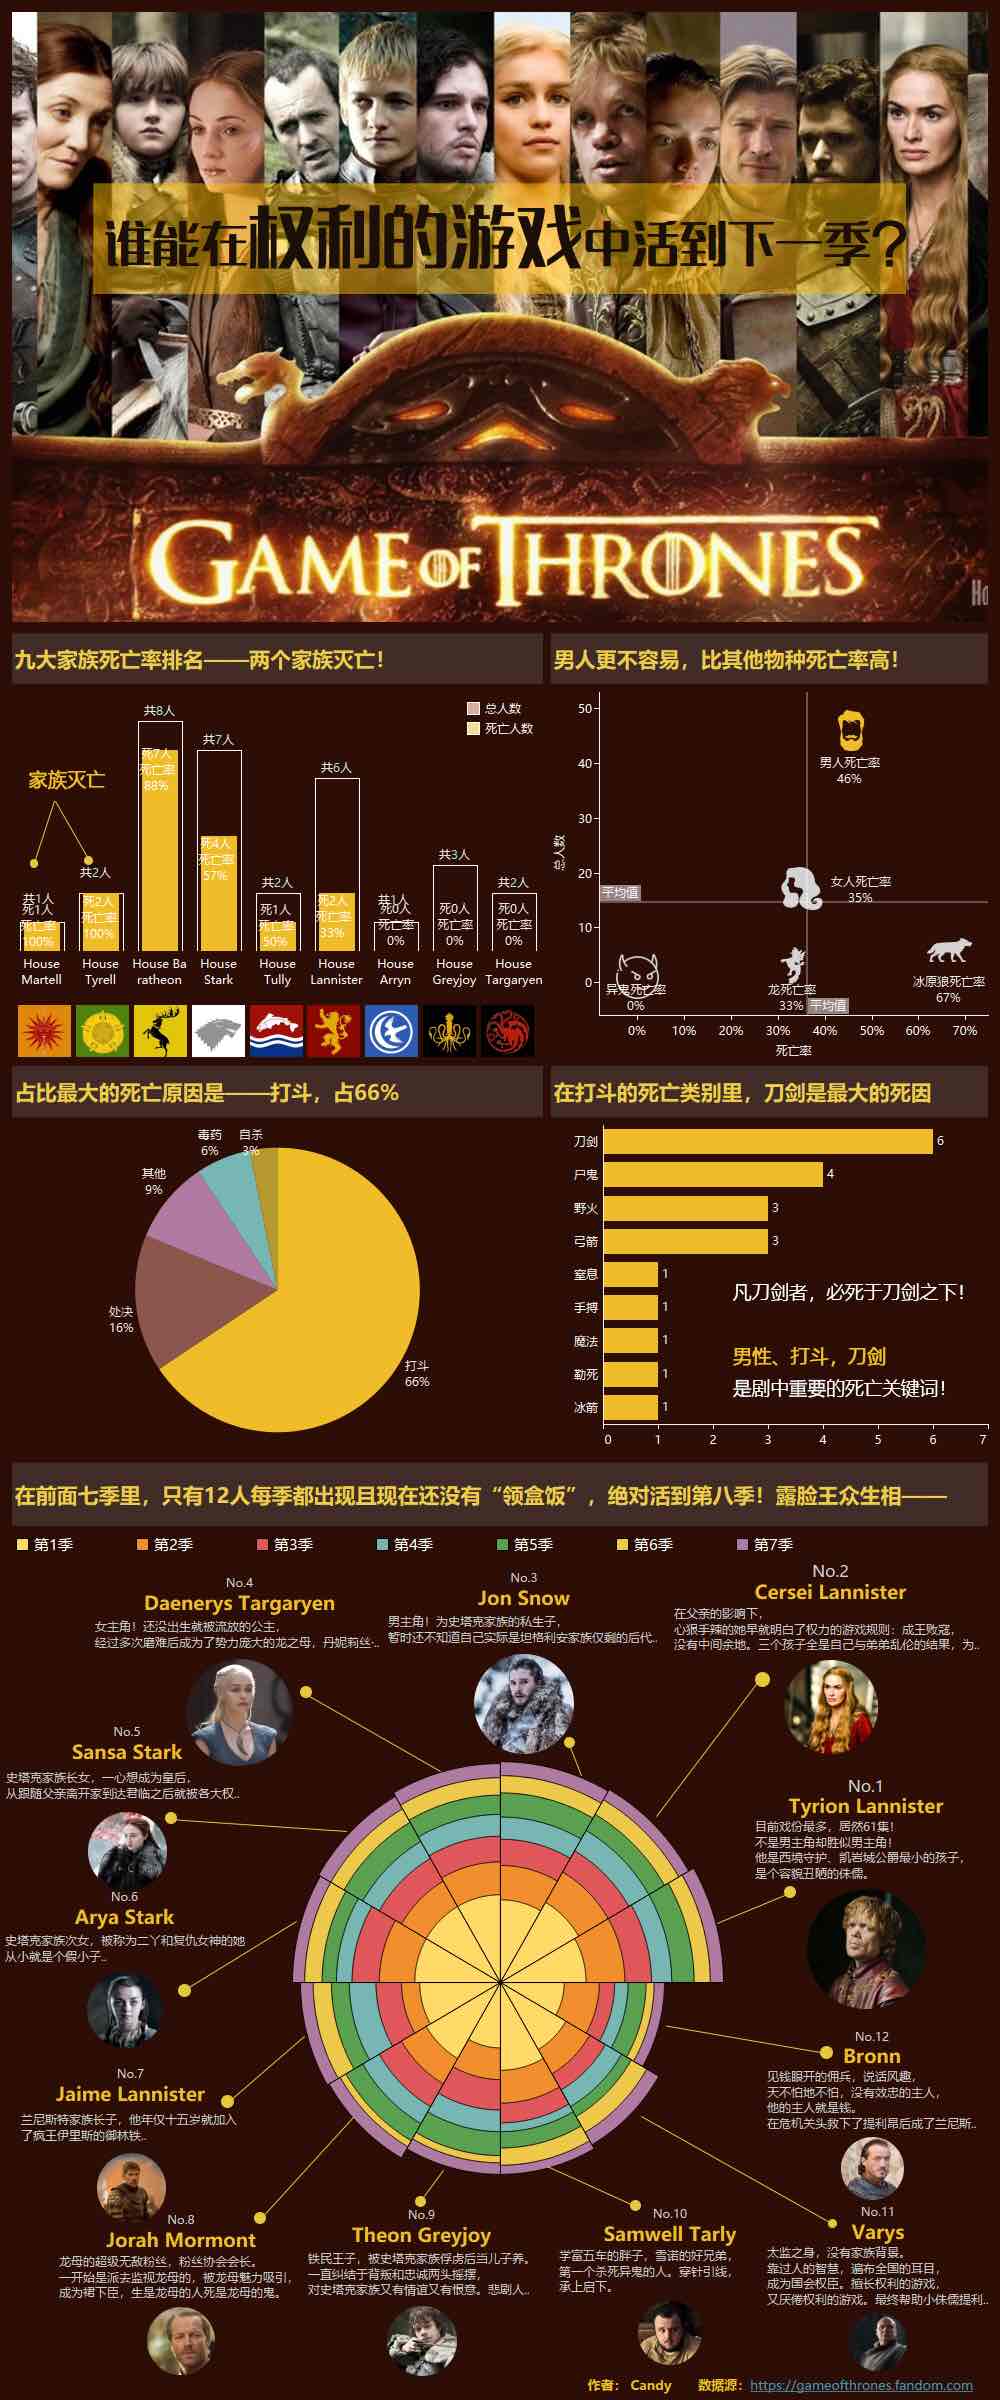 谁能在权利的游戏中活到下一季？
GAME OF THRONES
九大家族死亡率排名——两个家族灭亡！
总人数
死亡人数
家族灭亡
共1人
死1人
死亡率
100%
House
Martell
共2人
死2人
死亡率
100%
House
Tyrell
共8人
死7人
死亡率
88%
House Ba
ratheon
共7人
死4人
死亡率
57%
House
Stark
共2人
死1人
死亡率
50%
House
Tully
共6人
死2人
死亡率
33%
House
Lannister
共1人
死0人
死亡率
0%
House
Arryn
共3人
死0人
死亡率
0%
House
Greyjoy
共2人
死0人
死亡率
0%
House
Targaryen
男人更不容易，比其他物种死亡率高！
总人数
50
40
30
20
10
0
男人死亡率
46%
女人死亡率
35%
平均值
异鬼死亡率
0%
龙死亡率
33%
平均值
冰原狼死亡率
67%
0% 10% 20% 30% 40% 50% 60% 70%
死亡率
占比最大的死亡原因是——打斗，占66%
毒药
6%
自杀
3%
其他
9%
处决
16%
打斗
66%
在打斗的死亡类别里，刀剑是最大的死因
刀剑 6
尸鬼 4
野火 3
弓箭 3
窒息 1
手搏 1
魔法 1
勒死 1
冰箭 1
0 1 2 3 4 5 6 7
凡刀剑者，必死于刀剑之下！
男性、打斗，刀剑
是剧中重要的死亡关键词！
在前面七季里，只有12人每季都出现且现在还没有“领盒饭”，绝对活到第八季！露脸王众生相——
第1季 第2季 第3季 第4季 第5季 第6季 第7季
No.4
Daenerys Targaryen
女主角！还没出生就被流放的公主，
经过多次磨难后成为了势力庞大的龙之母，丹妮莉丝·..
No.3
Jon Snow
男主角！为史塔克家族的私生子，
暂时还不知道自己实际是坦格利安家族仅剩的后代..
No.2
Cersei Lannister
在父亲的影响下，
心狠手辣的她早就明白了权力的游戏规则：成王败寇，
没有中间余地。三个孩子全是自己与弟弟乱伦的结果，为..
No.5
Sansa Stark
史塔克家族长女，一心想成为皇后，
从跟随父亲离开家到达君临之后就被各大权..
No.1
Tyrion Lannister
目前戏份最多，居然61集！
不是男主角却胜似男主角！
他是西境守护、凯岩城公爵最小的孩子，
是个容貌丑陋的侏儒。
No.6
Arya Stark
史塔克家族次女，被称为二丫和复仇女神的她
从小就是个假小子..
No.7
Jaime Lannister
兰尼斯特家族长子，他年仅十五岁就加入
了疯王伊里斯的御林铁..
No.12
Bronn
见钱眼开的佣兵，说话风趣，
天不怕地不怕，没有效忠的主人，
他的主人就是钱。
在危机关头救下了提利昂后成了兰尼斯..
No.8
Jorah Mormont
龙母的超级无敌粉丝，粉丝协会会长。
一开始是派去监视龙母的，被龙母魅力吸引，
成为裙下臣，生是龙母的人死是龙母的鬼。
No.9
Theon Greyjoy
铁民王子，被史塔克家族俘虏后当儿子养。
一直纠结于背叛和忠诚两头摇摆，
对史塔克家族又有情谊又有恨意。悲剧人..
No.10
Samwell Tarly
学富五车的胖子，雪诺的好兄弟，
第一个杀死异鬼的人。穿针引线，
承上启下。
No.11
Varys
太监之身，没有家族背景。
靠过人的智慧，遍布全国的耳目，
成为国会权臣。擅长权利的游戏，
又厌倦权利的游戏。最终帮助小侏儒提利..
作者： Candy 数据源：https://gameofthrones.fandom.com